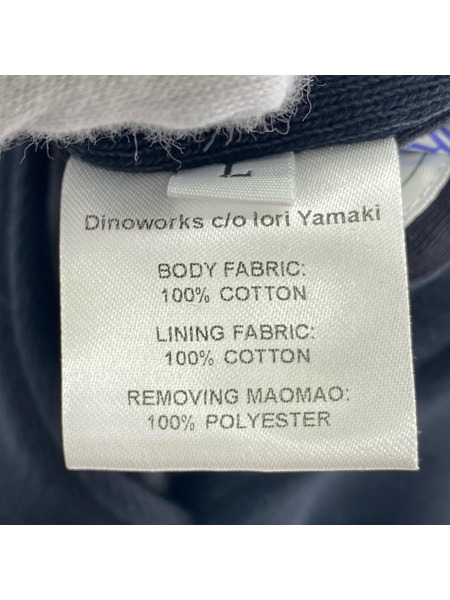 L
Dinoworks c/o Iori Yamaki
BODY FABRIC:
100% COTTON
LINING FABRIC:
100% COTTON
REMOVING MAOMAO:
100% POLYESTER